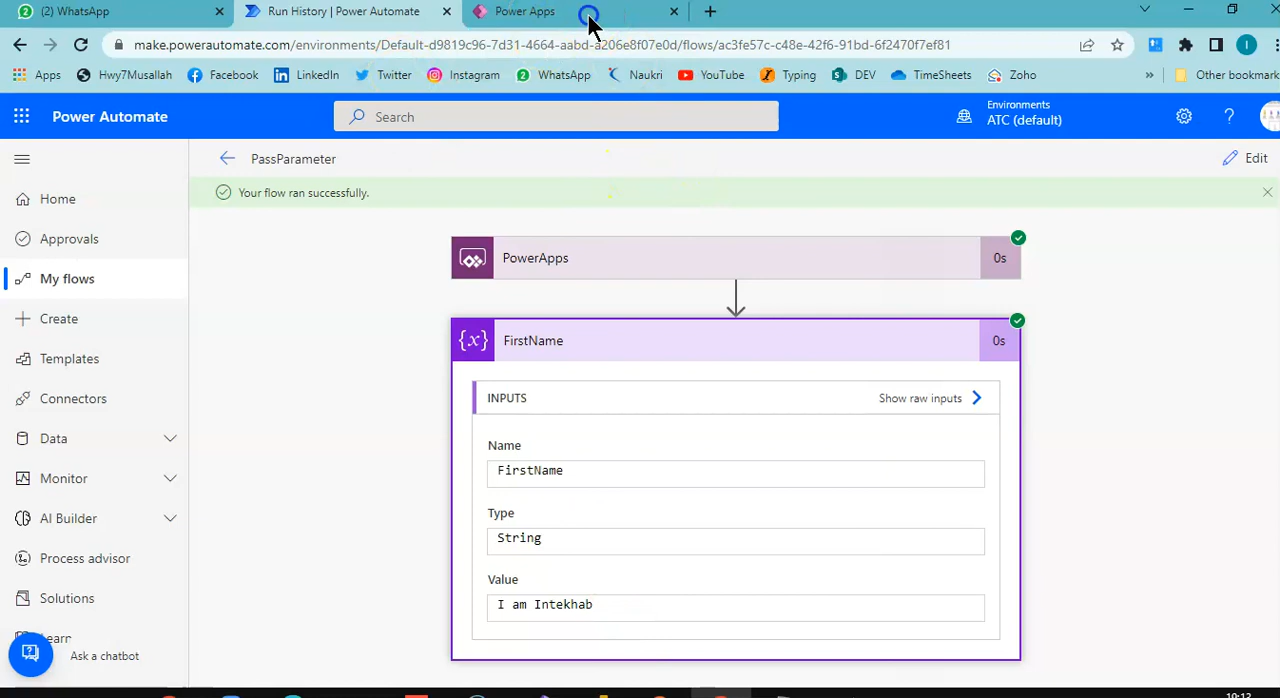 (2) WhatsApp
Run History | Power Automate
Power Apps
make.powerautomate.com/environments/Default-d9819c96-7d31-4664-aabd-a206e8f07e0d/flows/ac3fe57c-c48e-42f6-91bd-6f2470f7ef81
Apps Hwy7Musallah Facebook LinkedIn Twitter Instagram WhatsApp Naukri YouTube Typing DEV TimeSheets Zoho » Other bookmark
Power Automate
Search
Environments
ATC (default)
?
PassParameter
Edit
Your flow ran successfully.
Home
Approvals
My flows
Create
Templates
Connectors
Data
Monitor
AI Builder
Process advisor
Solutions
Learn
Ask a chatbot
PowerApps
0s
{x}
FirstName
0s
INPUTS
Show raw inputs
Name
FirstName
Type
String
Value
I am Intekhab